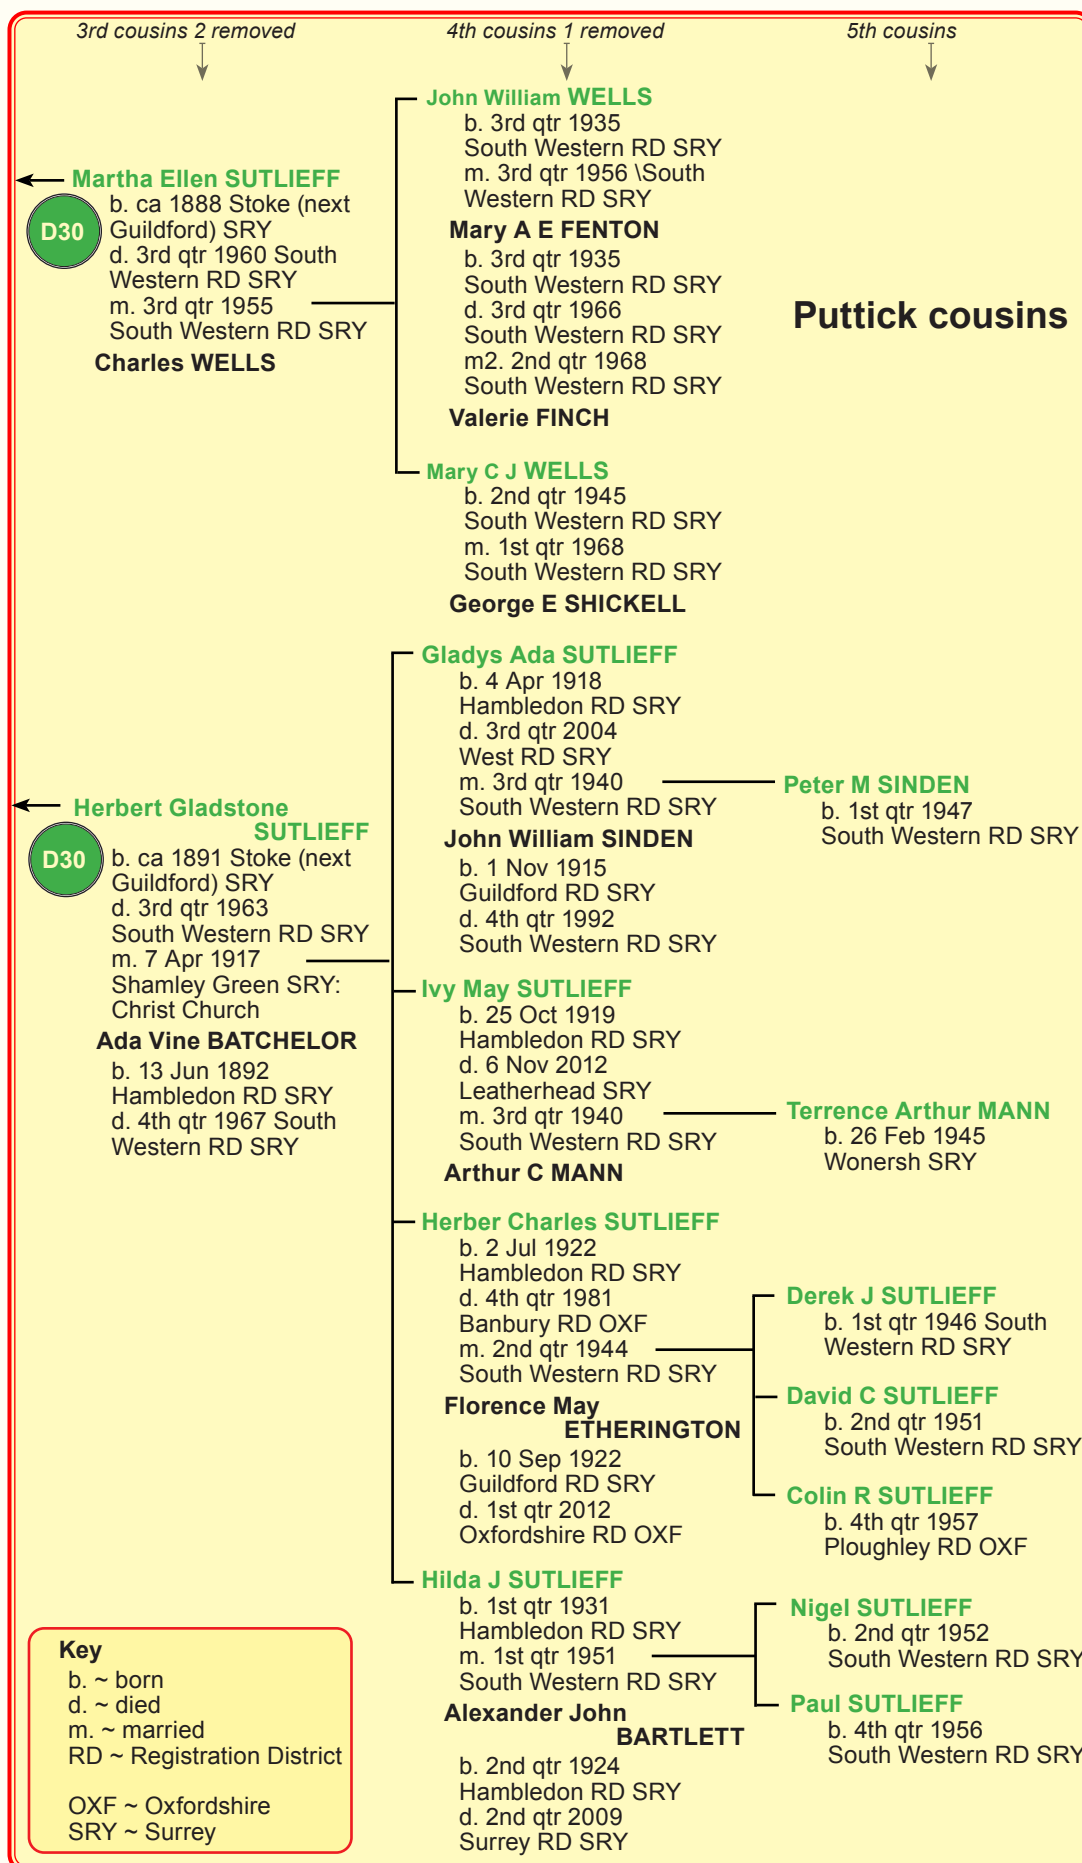 3rd cousins 2 removed
4th cousins 1 removed
5th cousins
Martha Ellen SUTLIEFF
D30
b. ca 1888 Stoke (next
Guildford) SRY
d. 3rd qtr 1960 South
Western RD SRY
m. 3rd qtr 1955
South Western RD SRY
Charles WELLS
John William WELLS
b. 3rd qtr 1935
South Western RD SRY
m. 3rd qtr 1956 \South
Western RD SRY
Mary A E FENTON
b. 3rd qtr 1935
South Western RD SRY
d. 3rd qtr 1966
South Western RD SRY
m2. 2nd qtr 1968
South Western RD SRY
Valerie FINCH
Puttick cousins
Mary C J WELLS
b. 2nd qtr 1945
South Western RD SRY
m. 1st qtr 1968
South Western RD SRY
George E SHICKELL
Herbert Gladstone
SUTLIEFF
D30
b. ca 1891 Stoke (next
Guildford) SRY
d. 3rd qtr 1963
South Western RD SRY
m. 7 Apr 1917
Shamley Green SRY:
Christ Church
Ada Vine BATCHELOR
b. 13 Jun 1892
Hambledon RD SRY
d. 4th qtr 1967 South
Western RD SRY
Gladys Ada SUTLIEFF
b. 4 Apr 1918
Hambledon RD SRY
d. 3rd qtr 2004
West RD SRY
m. 3rd qtr 1940
South Western RD SRY
John William SINDEN
b. 1 Nov 1915
Guildford RD SRY
d. 4th qtr 1992
South Western RD SRY
Peter M SINDEN
b. 1st qtr 1947
South Western RD SRY
Ivy May SUTLIEFF
b. 25 Oct 1919
Hambledon RD SRY
d. 6 Nov 2012
Leatherhead SRY
m. 3rd qtr 1940
South Western RD SRY
Arthur C MANN
Terrence Arthur MANN
b. 26 Feb 1945
Wonersh SRY
Herber Charles SUTLIEFF
b. 2 Jul 1922
Hambledon RD SRY
d. 4th qtr 1981
Banbury RD OXF
m. 2nd qtr 1944
South Western RD SRY
Florence May
ETHERINGTON
b. 10 Sep 1922
Guildford RD SRY
d. 1st qtr 2012
Oxfordshire RD OXF
Derek J SUTLIEFF
b. 1st qtr 1946 South
Western RD SRY
David C SUTLIEFF
b. 2nd qtr 1951
South Western RD SRY
Colin R SUTLIEFF
b. 4th qtr 1957
Ploughley RD OXF
Hilda J SUTLIEFF
b. 1st qtr 1931
Hambledon RD SRY
m. 1st qtr 1951
South Western RD SRY
Alexander John
BARTLETT
b. 2nd qtr 1924
Hambledon RD SRY
d. 2nd qtr 2009
Surrey RD SRY
Nigel SUTLIEFF
b. 2nd qtr 1952
South Western RD SRY
Paul SUTLIEFF
b. 4th qtr 1956
South Western RD SRY
Key
b. ~ born
d. ~ died
m. ~ married
RD ~ Registration District
OXF ~ Oxfordshire
SRY ~ Surrey